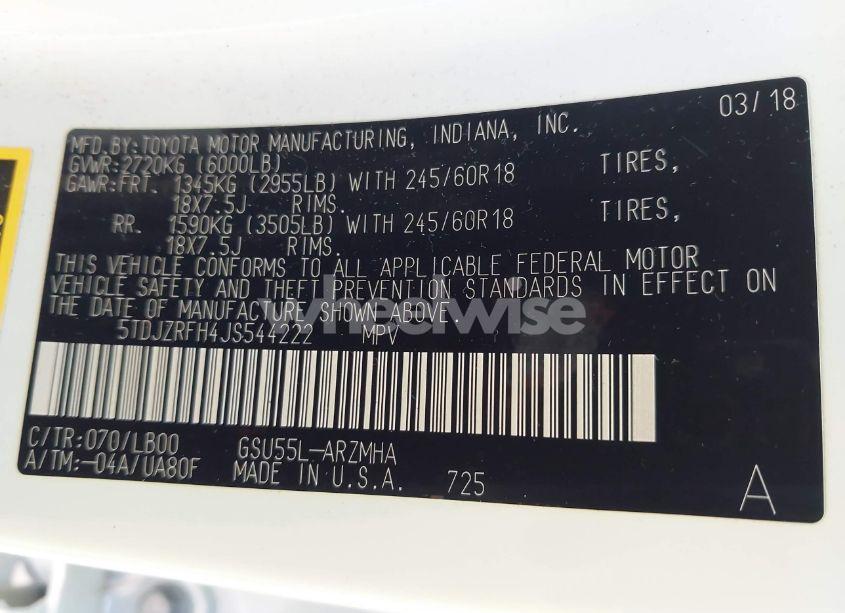 03/18
MFD.BY:TOYOTA MOTOR MANUFACTURING, INDIANA, INC.
GVWR:2720KG (6000LB)
GAWR:FRT. 1345KG (2955LB) WITH 245/60R18 TIRES,
18X7.5J RIMS.
RR. 1590KG (3505LB) WITH 245/60R18 TIRES,
18X7.5J RIMS.
THIS VEHICLE CONFORMS TO ALL APPLICABLE FEDERAL MOTOR
VEHICLE SAFETY AND THEFT PREVENTION STANDARDS IN EFFECT ON
THE DATE OF MANUFACTURE SHOWN ABOVE.
wheelwise
5TDJZRFH4JS544222 MPV
C/TR:070/LB00 GSU55L-ARZMHA
A/TM:-04A/UA80F MADE IN U.S.A. 725
A